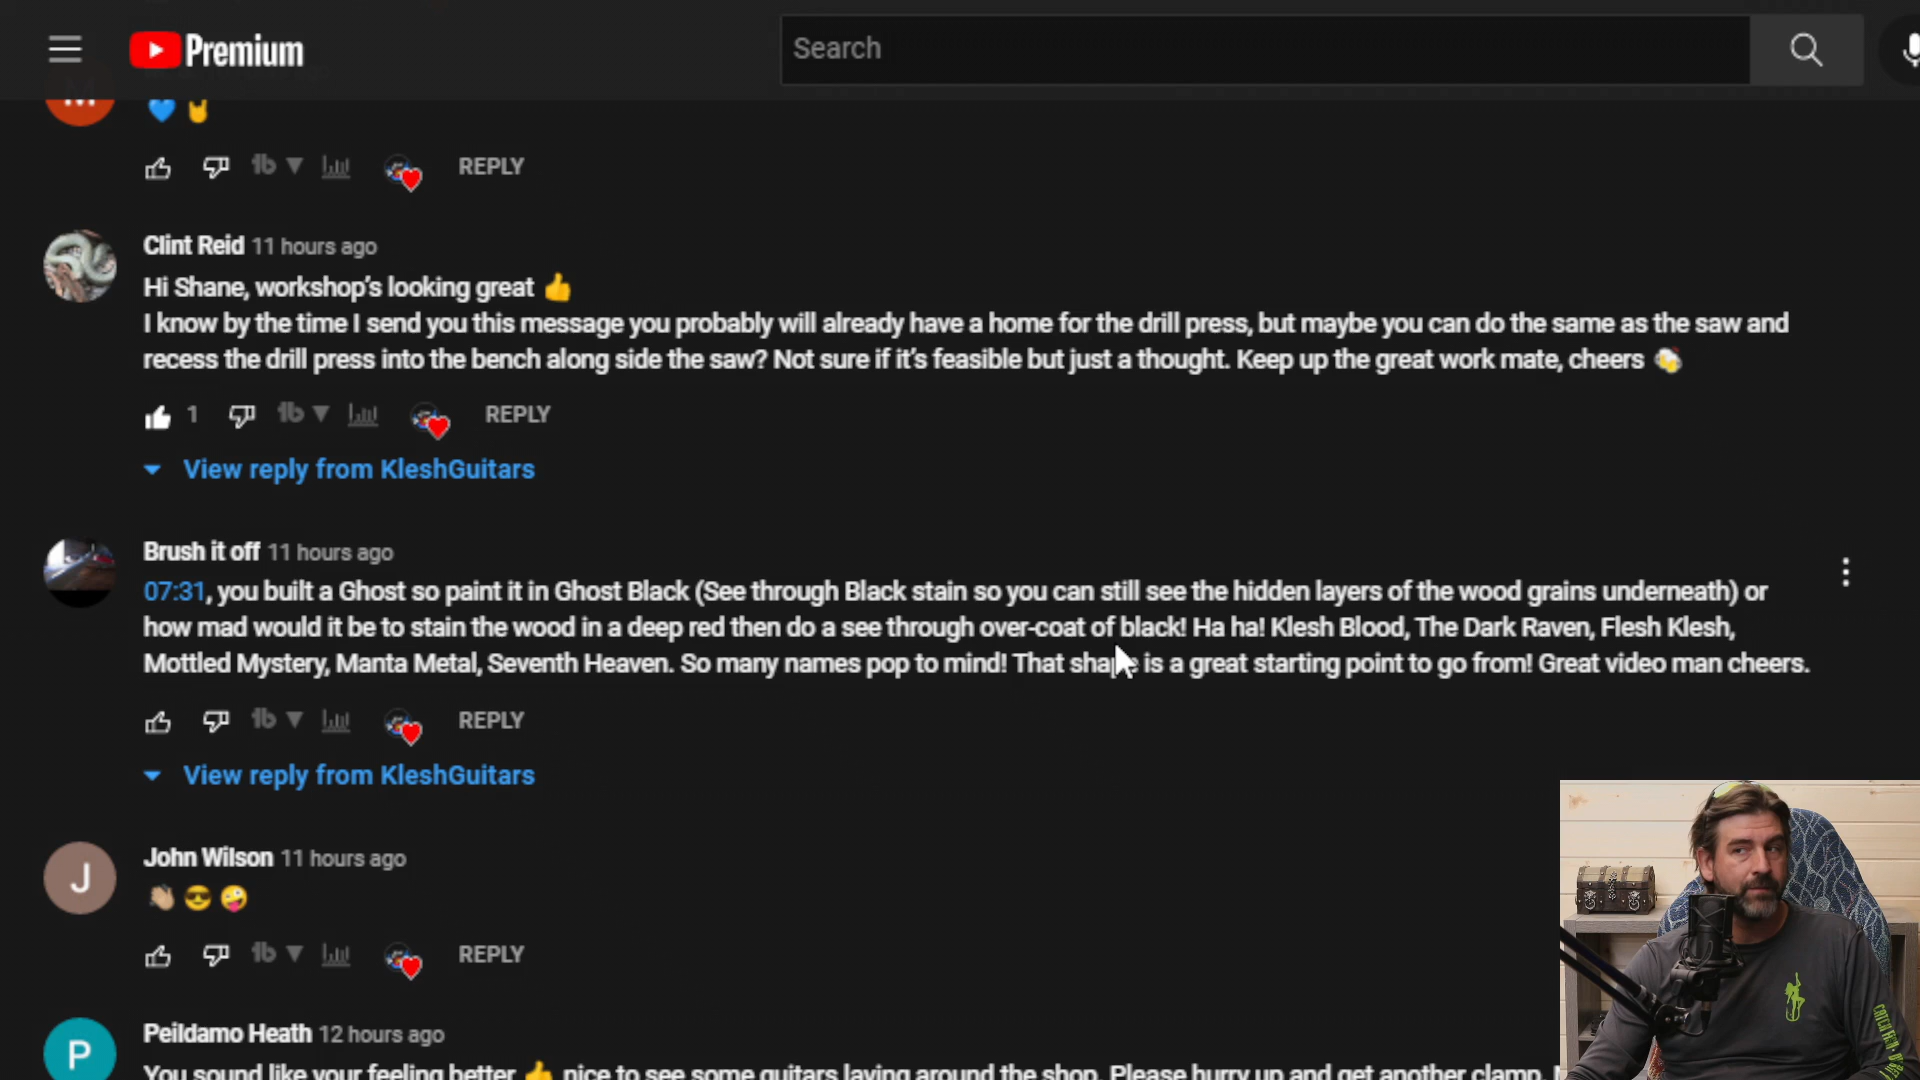 Premium
Search
M
1b
REPLY
Clint Reid 11 hours ago
Hi Shane, workshop's looking great 👍
I know by the time I send you this message you probably will already have a home for the drill press, but maybe you can do the same as the saw and
recess the drill press into the bench along side the saw? Not sure if it's feasible but just a thought. Keep up the great work mate, cheers 🍻
1 1b REPLY
View reply from KleshGuitars
Brush it off 11 hours ago
07:31, you built a Ghost so paint it in Ghost Black (See through Black stain so you can still see the hidden layers of the wood grains underneath) or
how mad would it be to stain the wood in a deep red then do a see through over-coat of black! Ha ha! Klesh Blood, The Dark Raven, Flesh Klesh,
Mottled Mystery, Manta Metal, Seventh Heaven. So many names pop to mind! That shape is a great starting point to go from! Great video man cheers.
1b REPLY
View reply from KleshGuitars
J
John Wilson 11 hours ago
👏🏼 😎 🤪
1b REPLY
P
Peildamo Heath 12 hours ago
You sound like your feeling better 👍 nice to see some guitars laying around the shop. Please hurry up and get another clamp.